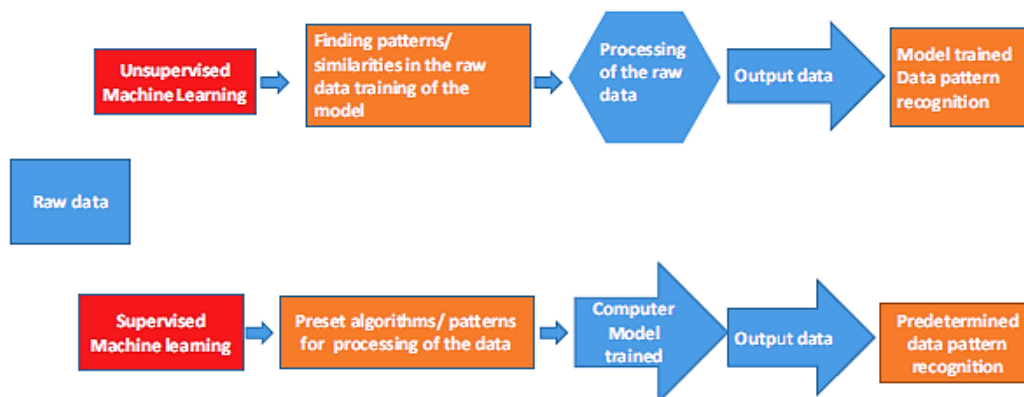 Unsupervised
Machine Learning
Finding patterns/
similarities in the raw
data training of the
model
Processing
of the raw
data
Output data
Model trained
Data pattern
recognition
Raw data
Supervised
Machine learning
Preset algorithms/ patterns
for processing of the data
Computer
Model
trained
Output data
Predetermined
data pattern
recognition